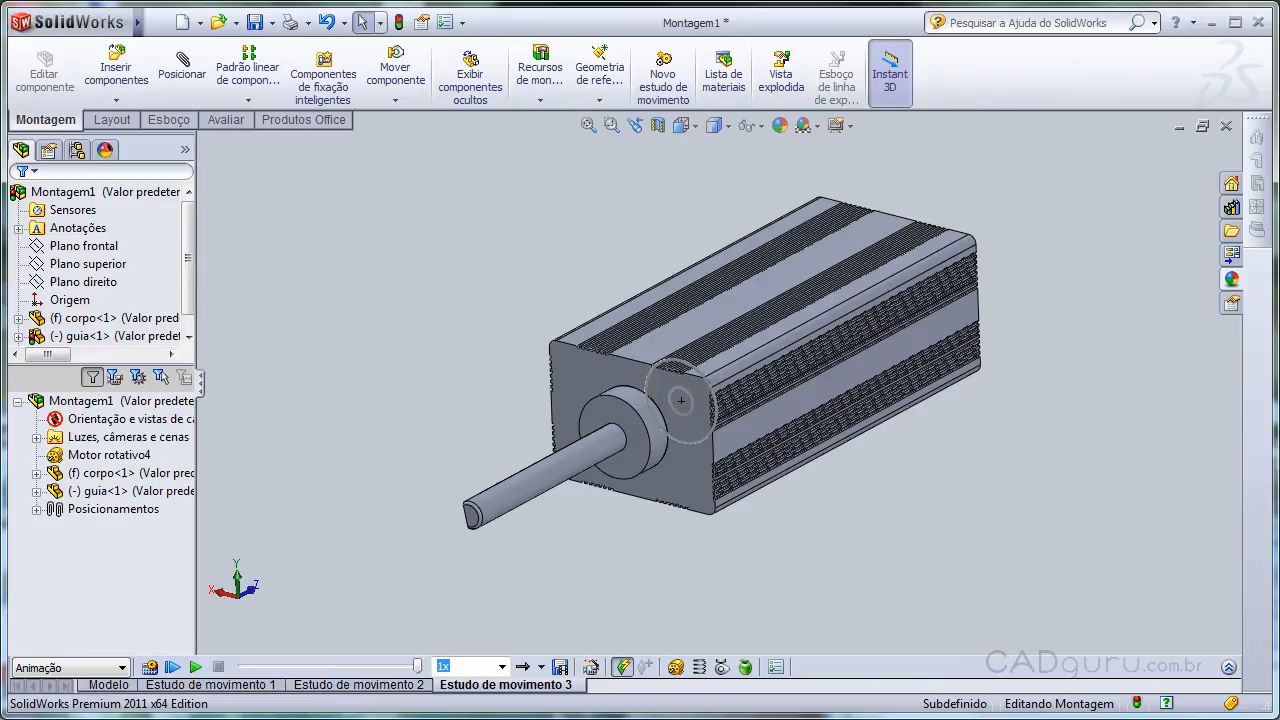 SolidWorks
Montagem1 *
Pesquisar a Ajuda do SolidWorks
Editar componente
Inserir componentes
Posicionar
Padrão linear de compon...
Componentes de fixação inteligentes
Mover componente
Exibir componentes ocultos
Recursos de mon...
Geometria de refe...
Novo estudo de movimento
Lista de materiais
Vista explodida
Esboço de linha de exp...
Instant 3D
Montagem
Layout
Esboço
Avaliar
Produtos Office
Montagem1 (Valor predeter
Sensores
Anotações
Plano frontal
Plano superior
Plano direito
Origem
(f) corpo<1> (Valor pred
(-) guia<1> (Valor prede
Montagem1 (Valor predete
Orientação e vistas de ca
Luzes, câmeras e cenas
Motor rotativo4
(f) corpo<1> (Valor pred
(-) guia<1> (Valor prede
Posicionamentos
Y
X
Z
Animação
1x
CADguru.com.br
Modelo
Estudo de movimento 1
Estudo de movimento 2
Estudo de movimento 3
SolidWorks Premium 2011 x64 Edition
Subdefinido
Editando Montagem